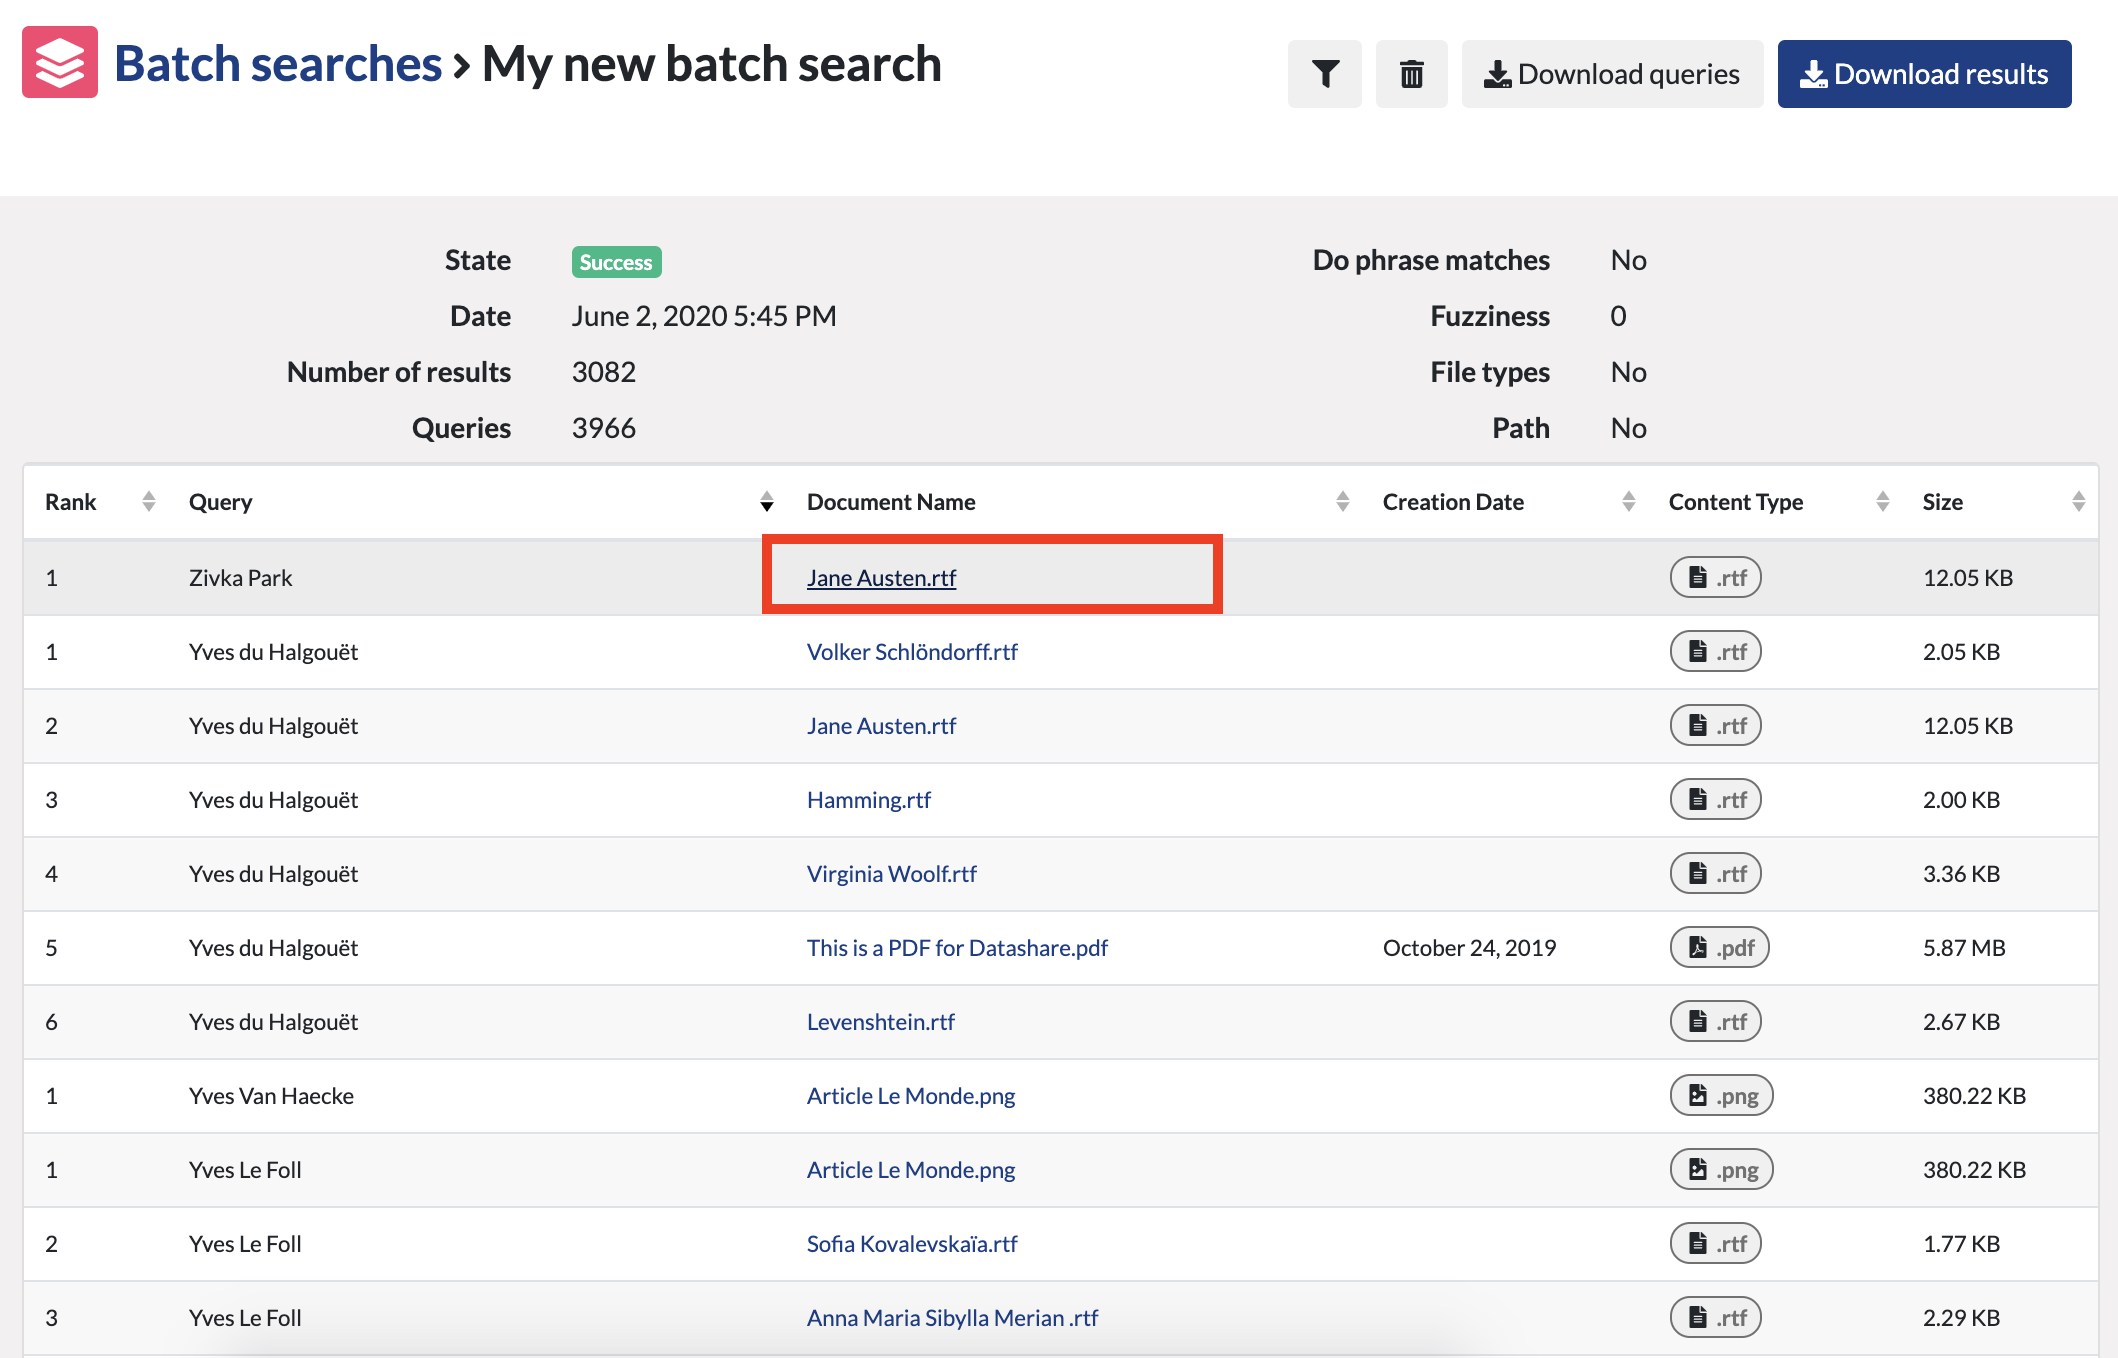 Batch searches › My new batch search
Download queries
Download results
State Success
Date June 2, 2020 5:45 PM
Number of results 3082
Queries 3966
Do phrase matches No
Fuzziness 0
File types No
Path No
Rank Query Document Name Creation Date Content Type Size
1 Zivka Park Jane Austen.rtf .rtf 12.05 KB
1 Yves du Halgouët Volker Schlöndorff.rtf .rtf 2.05 KB
2 Yves du Halgouët Jane Austen.rtf .rtf 12.05 KB
3 Yves du Halgouët Hamming.rtf .rtf 2.00 KB
4 Yves du Halgouët Virginia Woolf.rtf .rtf 3.36 KB
5 Yves du Halgouët This is a PDF for Datashare.pdf October 24, 2019 .pdf 5.87 MB
6 Yves du Halgouët Levenshtein.rtf .rtf 2.67 KB
1 Yves Van Haecke Article Le Monde.png .png 380.22 KB
1 Yves Le Foll Article Le Monde.png .png 380.22 KB
2 Yves Le Foll Sofia Kovalevskaïa.rtf .rtf 1.77 KB
3 Yves Le Foll Anna Maria Sibylla Merian .rtf .rtf 2.29 KB